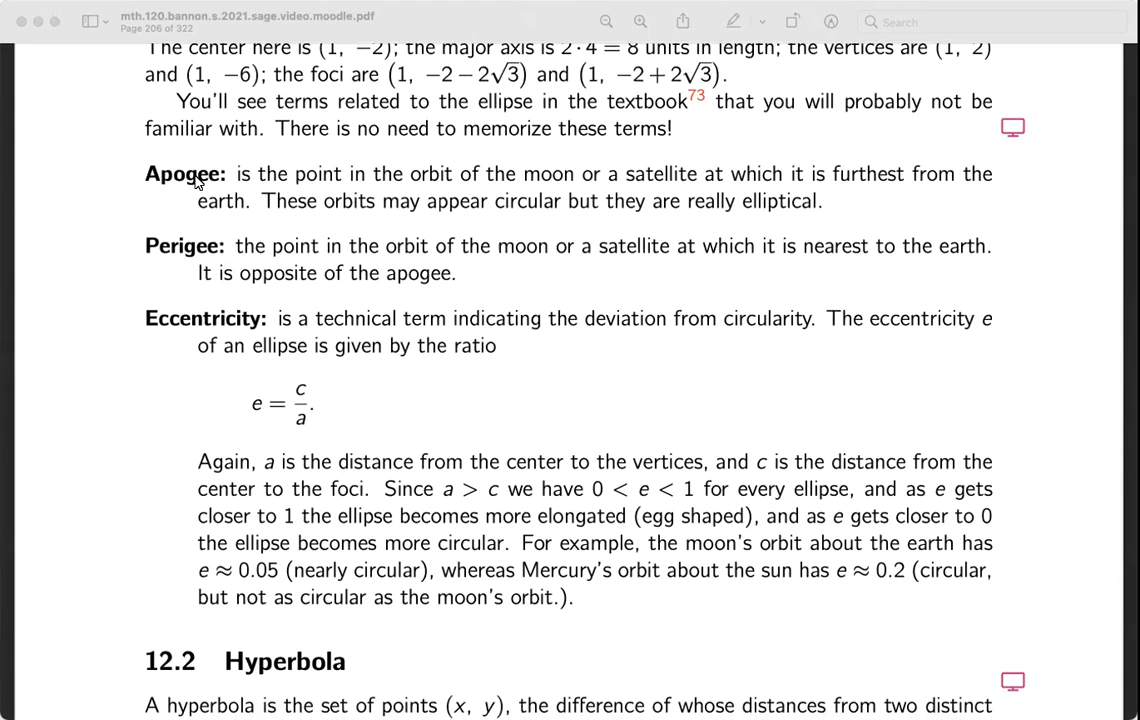 mth.120.bannon.s.2021.sage.video.moodle.pdf
Page 206 of 322
Search
The center here is (1, −2); the major axis is 2 · 4 = 8 units in length; the vertices are (1, 2)
and (1, −6); the foci are (1, −2 − 2√3) and (1, −2 + 2√3).
You'll see terms related to the ellipse in the textbook73 that you will probably not be
familiar with. There is no need to memorize these terms!
Apogee: is the point in the orbit of the moon or a satellite at which it is furthest from the
earth. These orbits may appear circular but they are really elliptical.
Perigee: the point in the orbit of the moon or a satellite at which it is nearest to the earth.
It is opposite of the apogee.
Eccentricity: is a technical term indicating the deviation from circularity. The eccentricity e
of an ellipse is given by the ratio
e = c/a.
Again, a is the distance from the center to the vertices, and c is the distance from the
center to the foci. Since a > c we have 0 < e < 1 for every ellipse, and as e gets
closer to 1 the ellipse becomes more elongated (egg shaped), and as e gets closer to 0
the ellipse becomes more circular. For example, the moon's orbit about the earth has
e ≈ 0.05 (nearly circular), whereas Mercury's orbit about the sun has e ≈ 0.2 (circular,
but not as circular as the moon's orbit.).
12.2 Hyperbola
A hyperbola is the set of points (x, y), the difference of whose distances from two distinct